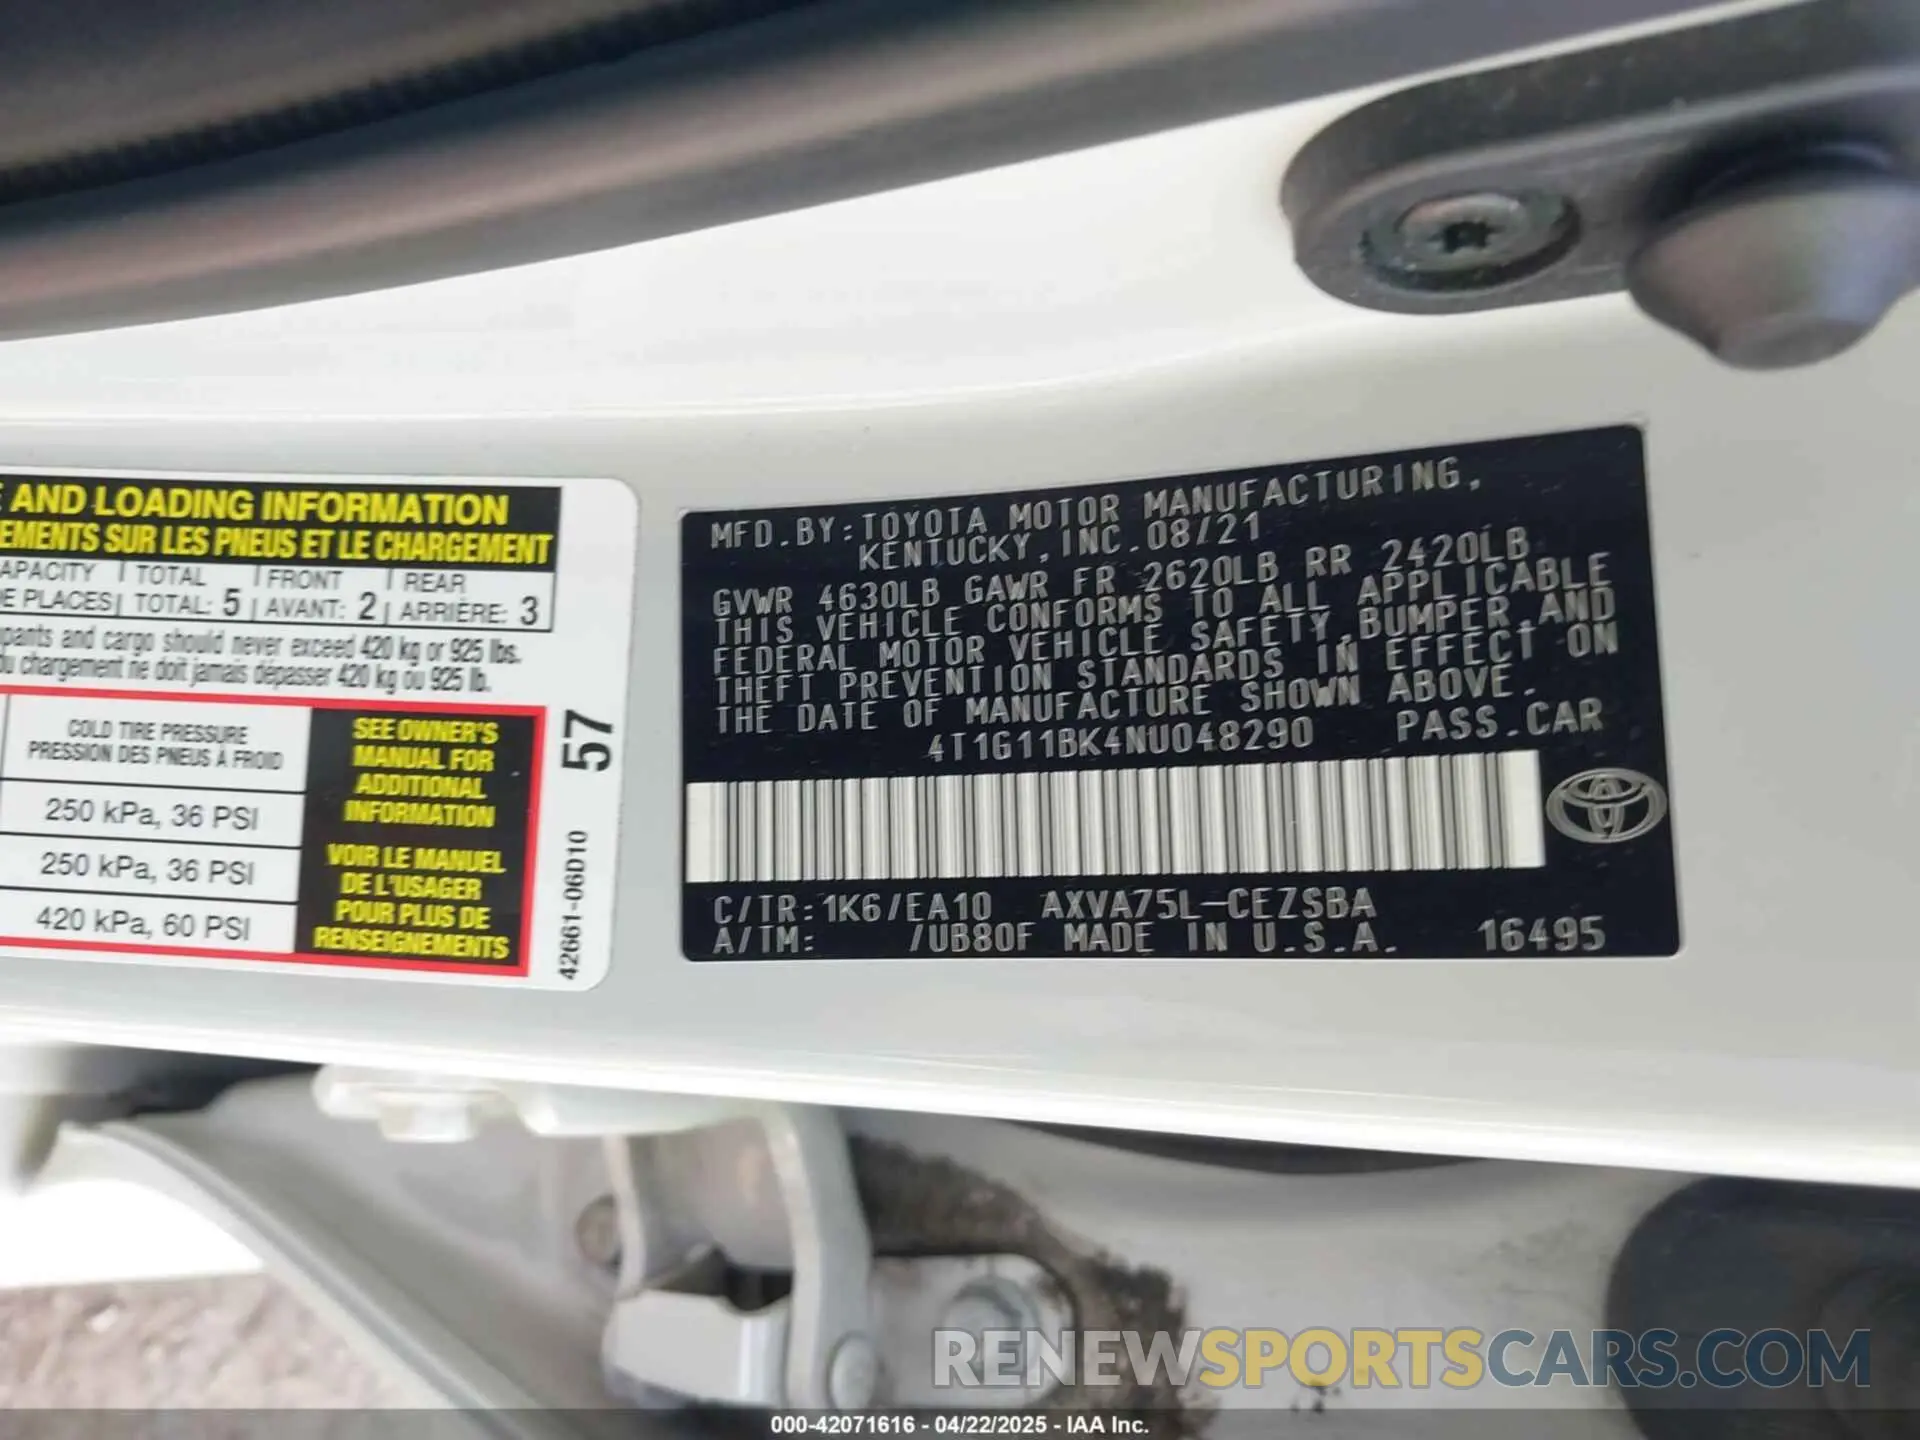 E AND LOADING INFORMATION
EMENTS SUR LES PNEUS ET LE CHARGEMENT
APACITY TOTAL FRONT REAR
DE PLACES TOTAL: 5 AVANT: 2 ARRIÈRE: 3
pants and cargo should never exceed 420 kg or 925 lbs.
du chargement ne doit jamais dépasser 420 kg ou 925 lb.
COLD TIRE PRESSURE
PRESSION DES PNEUS À FROID
250 kPa, 36 PSI
250 kPa, 36 PSI
420 kPa, 60 PSI
SEE OWNER'S
MANUAL FOR
ADDITIONAL
INFORMATION
VOIR LE MANUEL
DE L'USAGER
POUR PLUS DE
RENSEIGNEMENTS
57
42661-06D10
MFD.BY:TOYOTA MOTOR MANUFACTURING,
KENTUCKY,INC.08/21
GVWR 4630LB GAWR FR 2620LB RR 2420LB
THIS VEHICLE CONFORMS TO ALL APPLICABLE
FEDERAL MOTOR VEHICLE SAFETY,BUMPER,AND
THEFT PREVENTION STANDARDS IN EFFECT ON
THE DATE OF MANUFACTURE SHOWN ABOVE.
4T1G11BK4NU048290 PASS.CAR
C/TR:1K6/EA10 AXVA75L-CEZSBA
A/TM: /UB80F MADE IN U.S.A. 16495
RENEWSPORTSCARS.COM
000-42071616 - 04/22/2025 - IAA Inc.